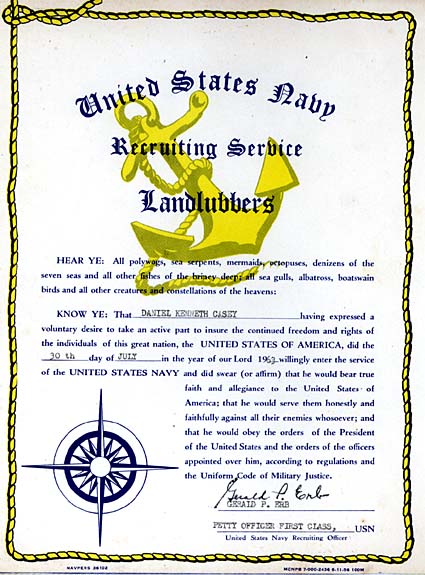 United States Navy
Recruiting Service
Landlubbers
HEAR YE: All polywogs, sea serpents, mermaids, octopuses, denizens of the
seven seas and all other fishes of the briney deep; all sea gulls, albatross, boatswain
birds and all other creatures and constellations of the heavens:
KNOW YE: That DANIEL KENNETH CASEY having expressed a
voluntary desire to take an active part to insure the continued freedom and rights of
the individuals of this great nation, the UNITED STATES OF AMERICA, did the
30 th day of JULY in the year of our Lord 1963 willingly enter the service
of the UNITED STATES NAVY and did swear (or affirm) that he would bear true
faith and allegiance to the United States of
America; that he would serve them honestly and
faithfully against all their enemies whosoever; and
that he would obey the orders of the President
of the United States and the orders of the officers
appointed over him, according to regulations and
the Uniform Code of Military Justice.
Gerald P. Erb
GERALD P. ERB
PETTY OFFICER FIRST CLASS, USN
United States Navy Recruiting Officer
NAVPERS 36102
MCNPB 7-000-2436 5-11-56 100M